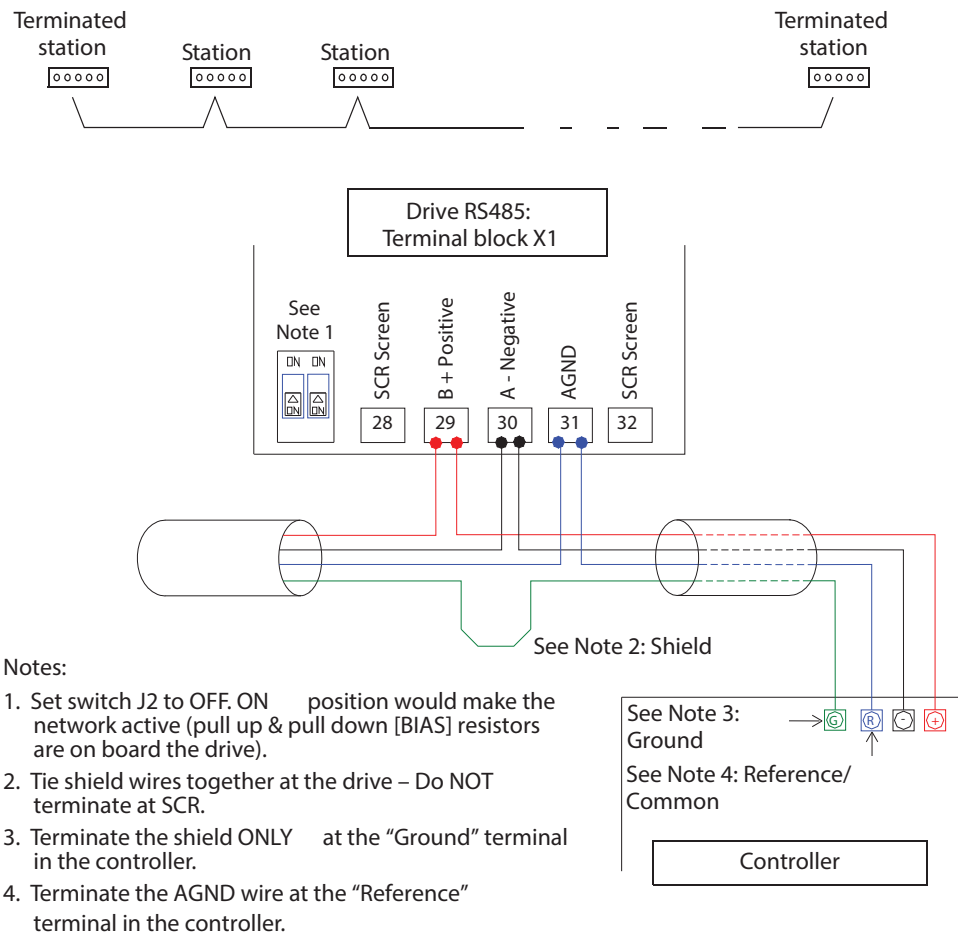 Terminated
station
Station
Station
Terminated
station
Drive RS485:
Terminal block X1
See
Note 1
ON ON
ON ON
SCR Screen
B + Positive
A - Negative
AGND
SCR Screen
28
29
30
31
32
See Note 2: Shield
Notes:
1. Set switch J2 to OFF. ON position would make the
network active (pull up & pull down [BIAS] resistors
are on board the drive).
2. Tie shield wires together at the drive – Do NOT
terminate at SCR.
3. Terminate the shield ONLY at the “Ground” terminal
in the controller.
4. Terminate the AGND wire at the “Reference”
terminal in the controller.
See Note 3:
Ground
G R - +
See Note 4: Reference/
Common
Controller